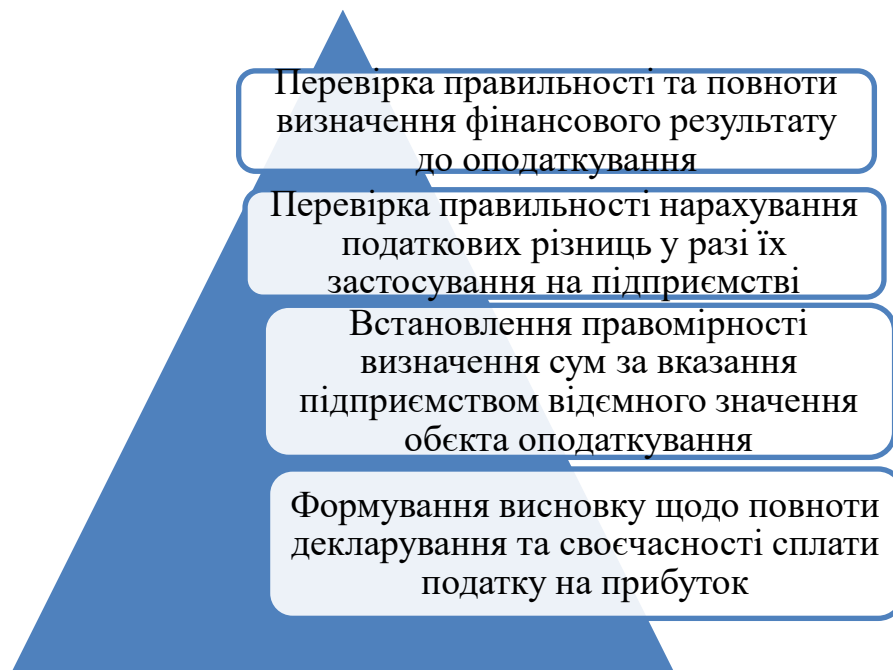 Перевірка правильності та повноти
визначення фінансового результату
до оподаткування
Перевірка правильності нарахування
податкових різниць у разі їх
застосування на підприємстві
Встановлення правомірності
визначення сум за вказання
підприємством відємного значення
обєкта оподаткування
Формування висновку щодо повноти
декларування та своєчасності сплати
податку на прибуток